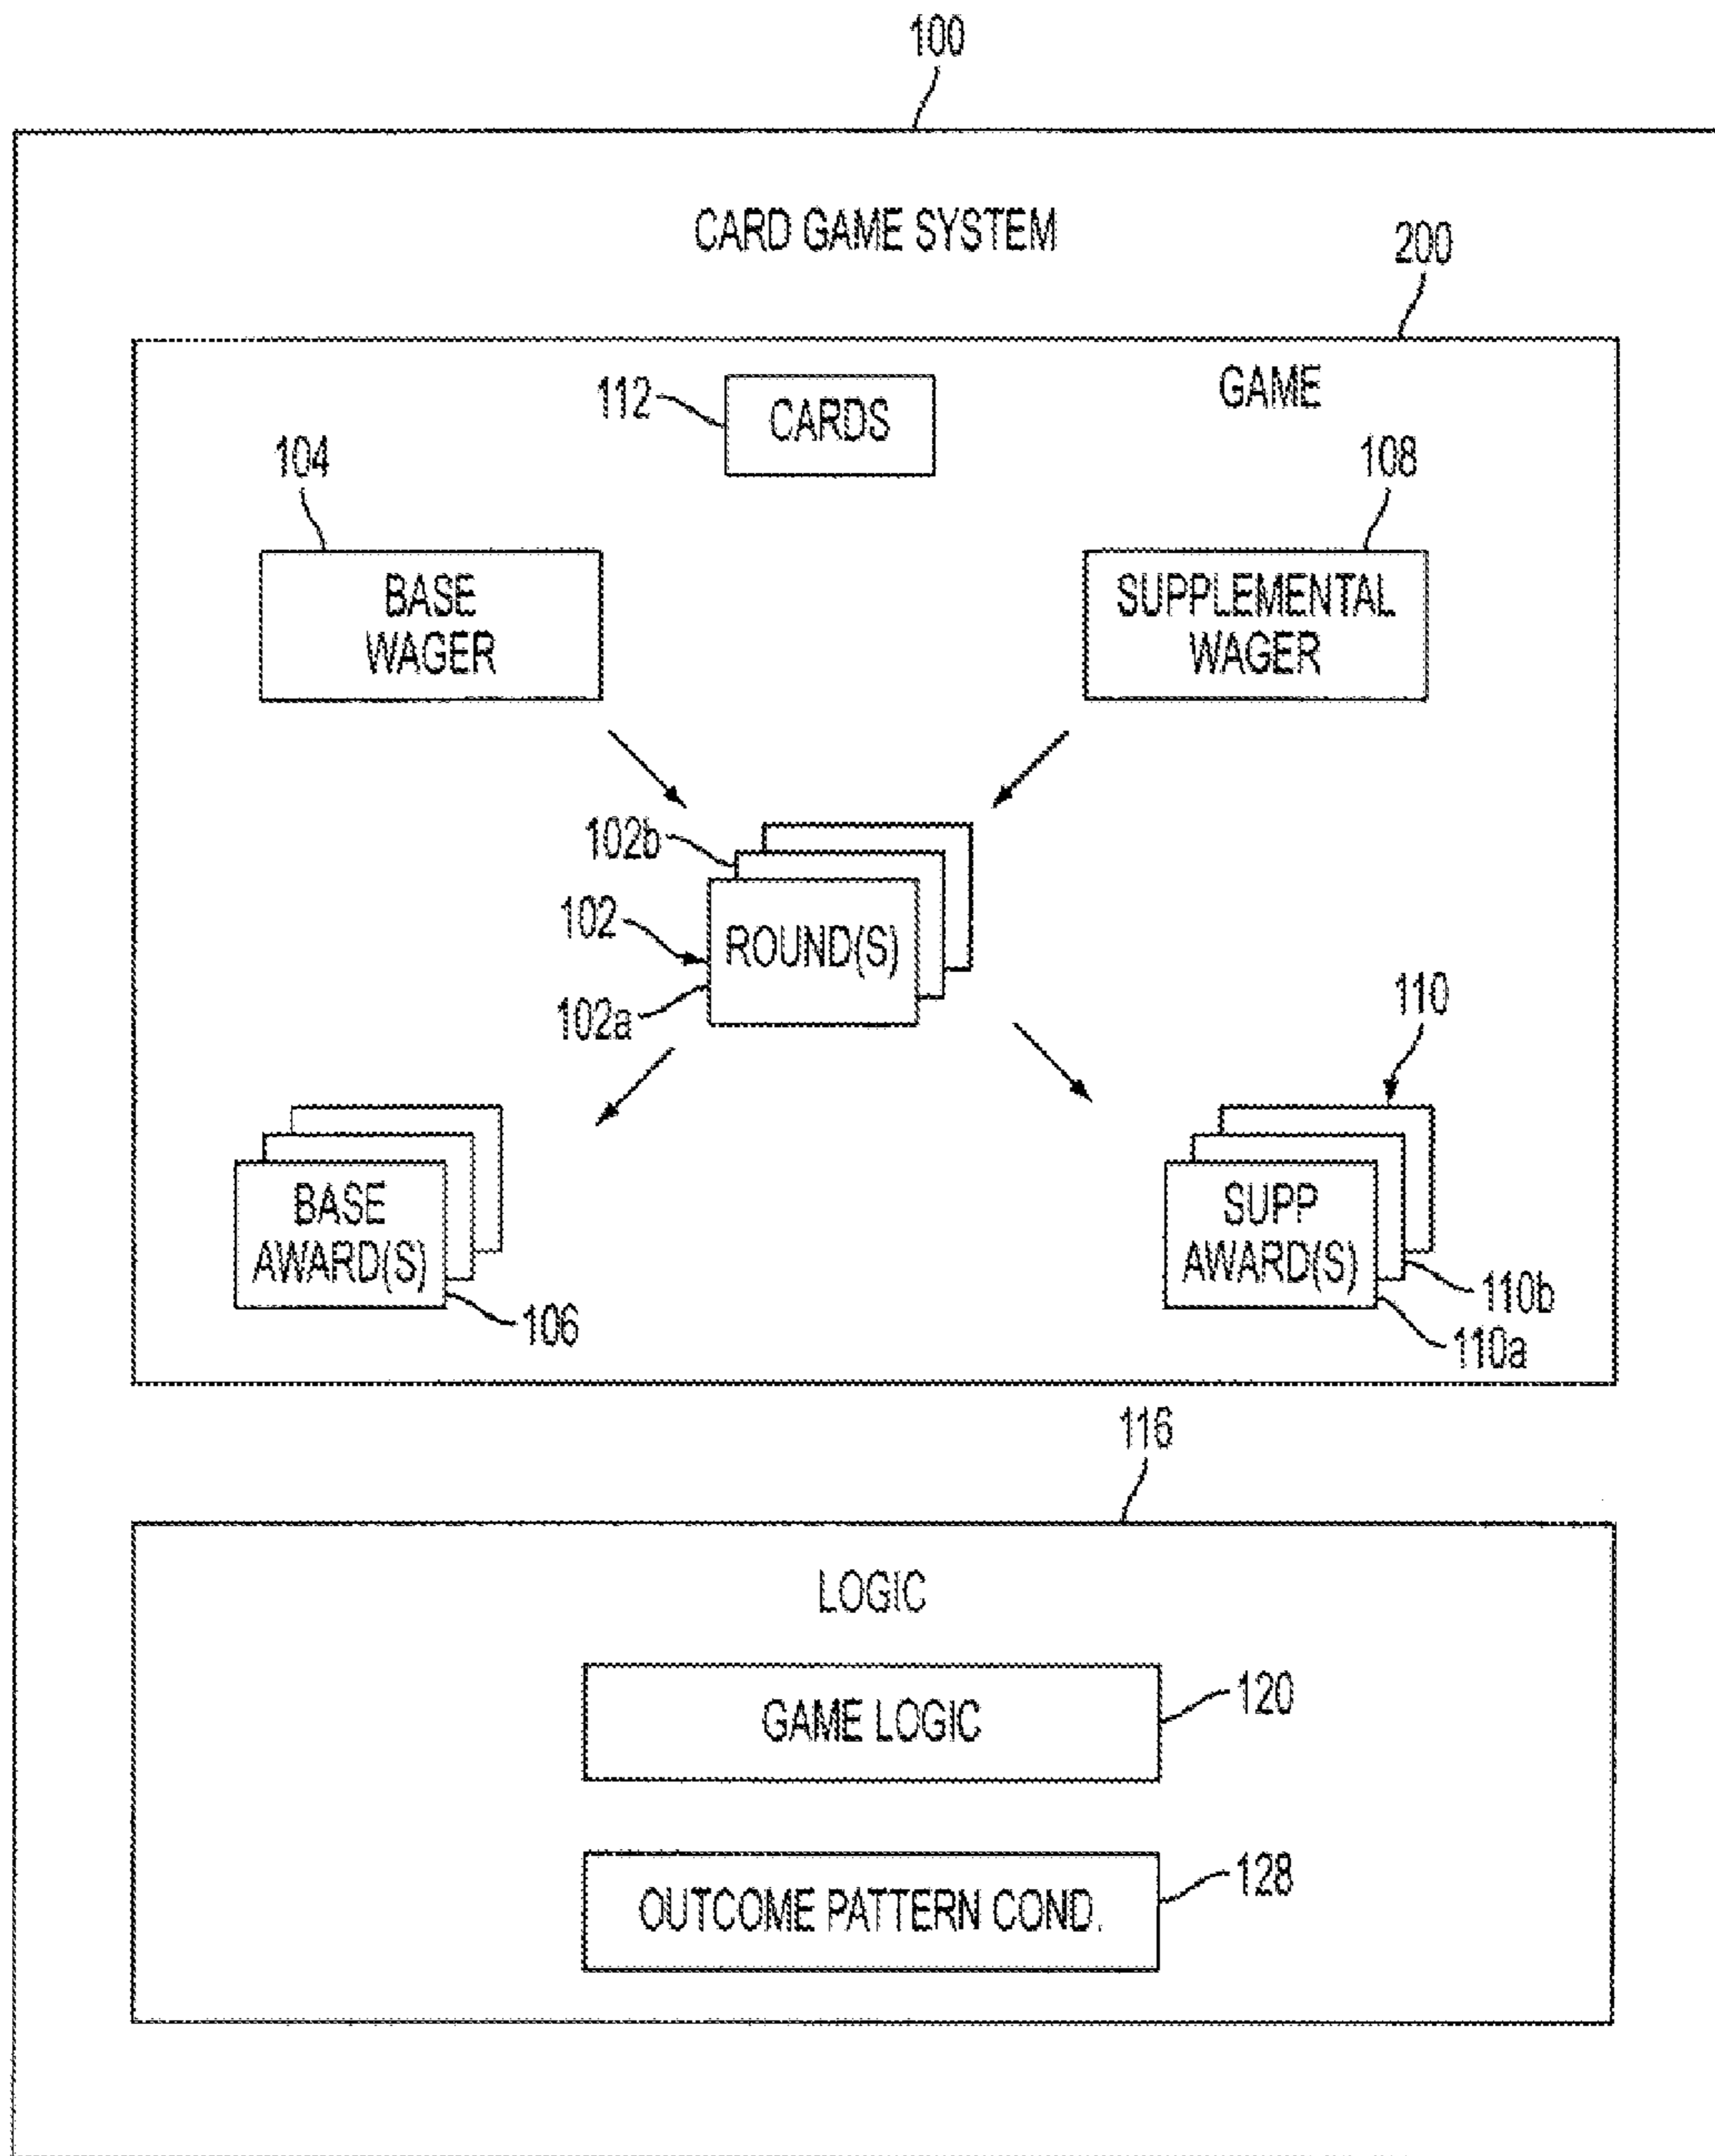 100
CARD GAME SYSTEM
200
GAME
112
CARDS
104
108
BASE
WAGER
SUPPLEMENTAL
WAGER
102b
102
ROUND(S)
102a
110
BASE
AWARD(S)
SUPP
AWARD(S)
106
110b
110a
116
LOGIC
GAME LOGIC
120
OUTCOME PATTERN COND.
128